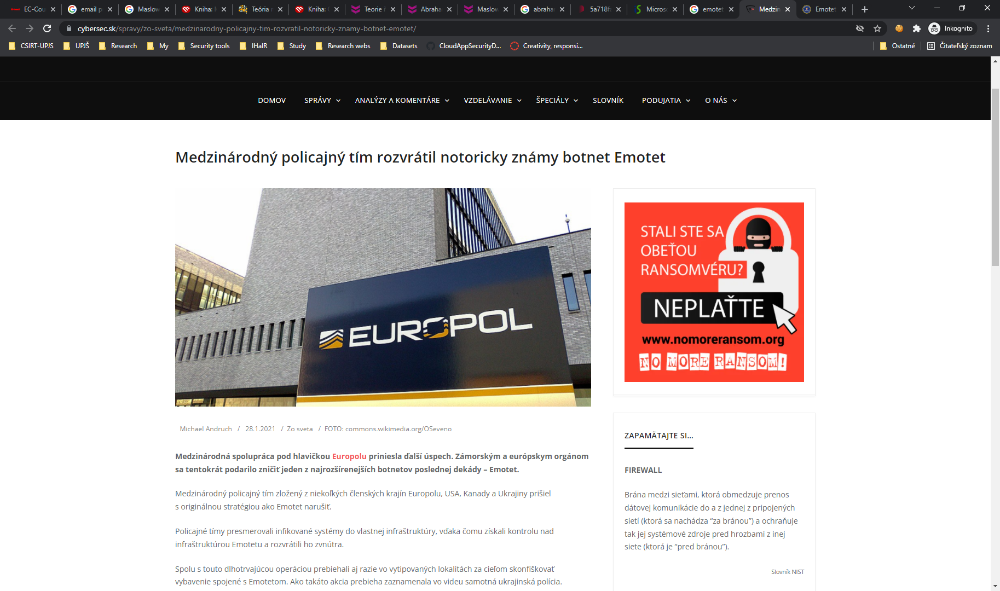 EC-Cou
email p
Maslow
Kniha: M
Teória m
Kniha: 
Teorie ř
Abraha
Maslow
abraham
5a718fa
Microso
emotet
Medzin
Emotet
cybersec.sk/spravy/zo-sveta/medzinarodny-policajny-tim-rozvratil-notoricky-znamy-botnet-emotet/
Inkognito
CSIRT-UPJS
UPJŠ
Research
My
Security tools
IHaIR
Study
Research webs
Datasets
CloudAppSecurityD...
Creativity, responsi...
Ostatné
Čitateľský zoznam
DOMOV
SPRÁVY
ANALÝZY A KOMENTÁRE
VZDELÁVANIE
ŠPECIÁLY
SLOVNÍK
PODUJATIA
O NÁS
Medzinárodný policajný tím rozvrátil notoricky známy botnet Emotet
EUROPOL
Michael Andruch / 28.1.2021 / Zo sveta / FOTO: commons.wikimedia.org/OSeveno
Medzinárodná spolupráca pod hlavičkou Europolu priniesla ďalší úspech. Zámorským a európskym orgánom
sa tentokrát podarilo zničiť jeden z najrozšírenejších botnetov poslednej dekády – Emotet.
Medzinárodný policajný tím zložený z niekoľkých členských krajín Europolu, USA, Kanady a Ukrajiny prišiel
s originálnou stratégiou ako Emotet narušiť.
Policajné tímy presmerovali infikované systémy do vlastnej infraštruktúry, vďaka čomu získali kontrolu nad
infraštruktúrou Emotetu a rozvrátili ho zvnútra.
Spolu s touto dlhotrvajúcou operáciou prebiehali aj razie vo vytipovaných lokalitách za cieľom skonfiškovať
vybavenie spojené s Emotetom. Ako takáto akcia prebieha zaznamenala vo videu samotná ukrajinská polícia.
STALI STE SA
OBEŤOU
RANSOMVÉRU?
NEPLAŤTE
www.nomoreransom.org
NO MORE RANSOM!
ZAPAMÄTAJTE SI...
FIREWALL
Brána medzi sieťami, ktorá obmedzuje prenos
dátovej komunikácie do a z jednej z pripojených
sietí (ktorá sa nachádza “za bránou”) a ochraňuje
tak jej systémové zdroje pred hrozbami z inej
siete (ktorá je “pred bránou”).
Slovník NIST